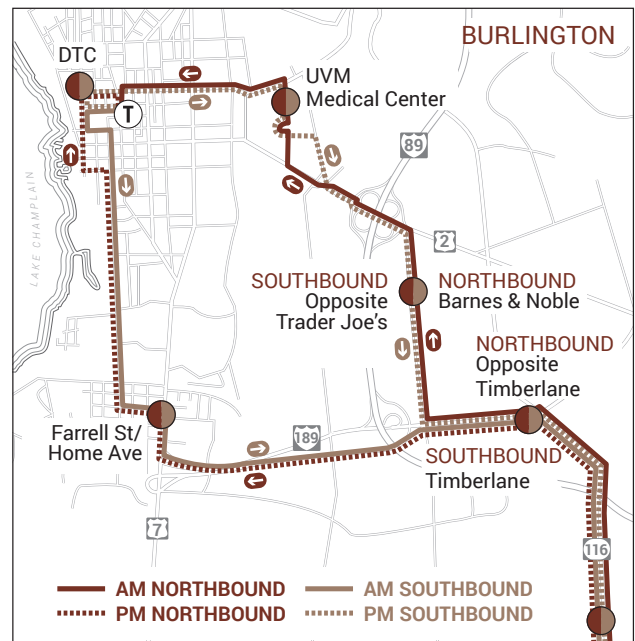 BURLINGTON
DTC
UVM
Medical Center
T
89
2
LAKE CHAMPLAIN
SOUTHBOUND
Opposite
Trader Joe's
NORTHBOUND
Barnes & Noble
NORTHBOUND
Opposite
Timberlane
Farrell St/
Home Ave
189
SOUTHBOUND
Timberlane
7
116
AM NORTHBOUND
PM NORTHBOUND
AM SOUTHBOUND
PM SOUTHBOUND